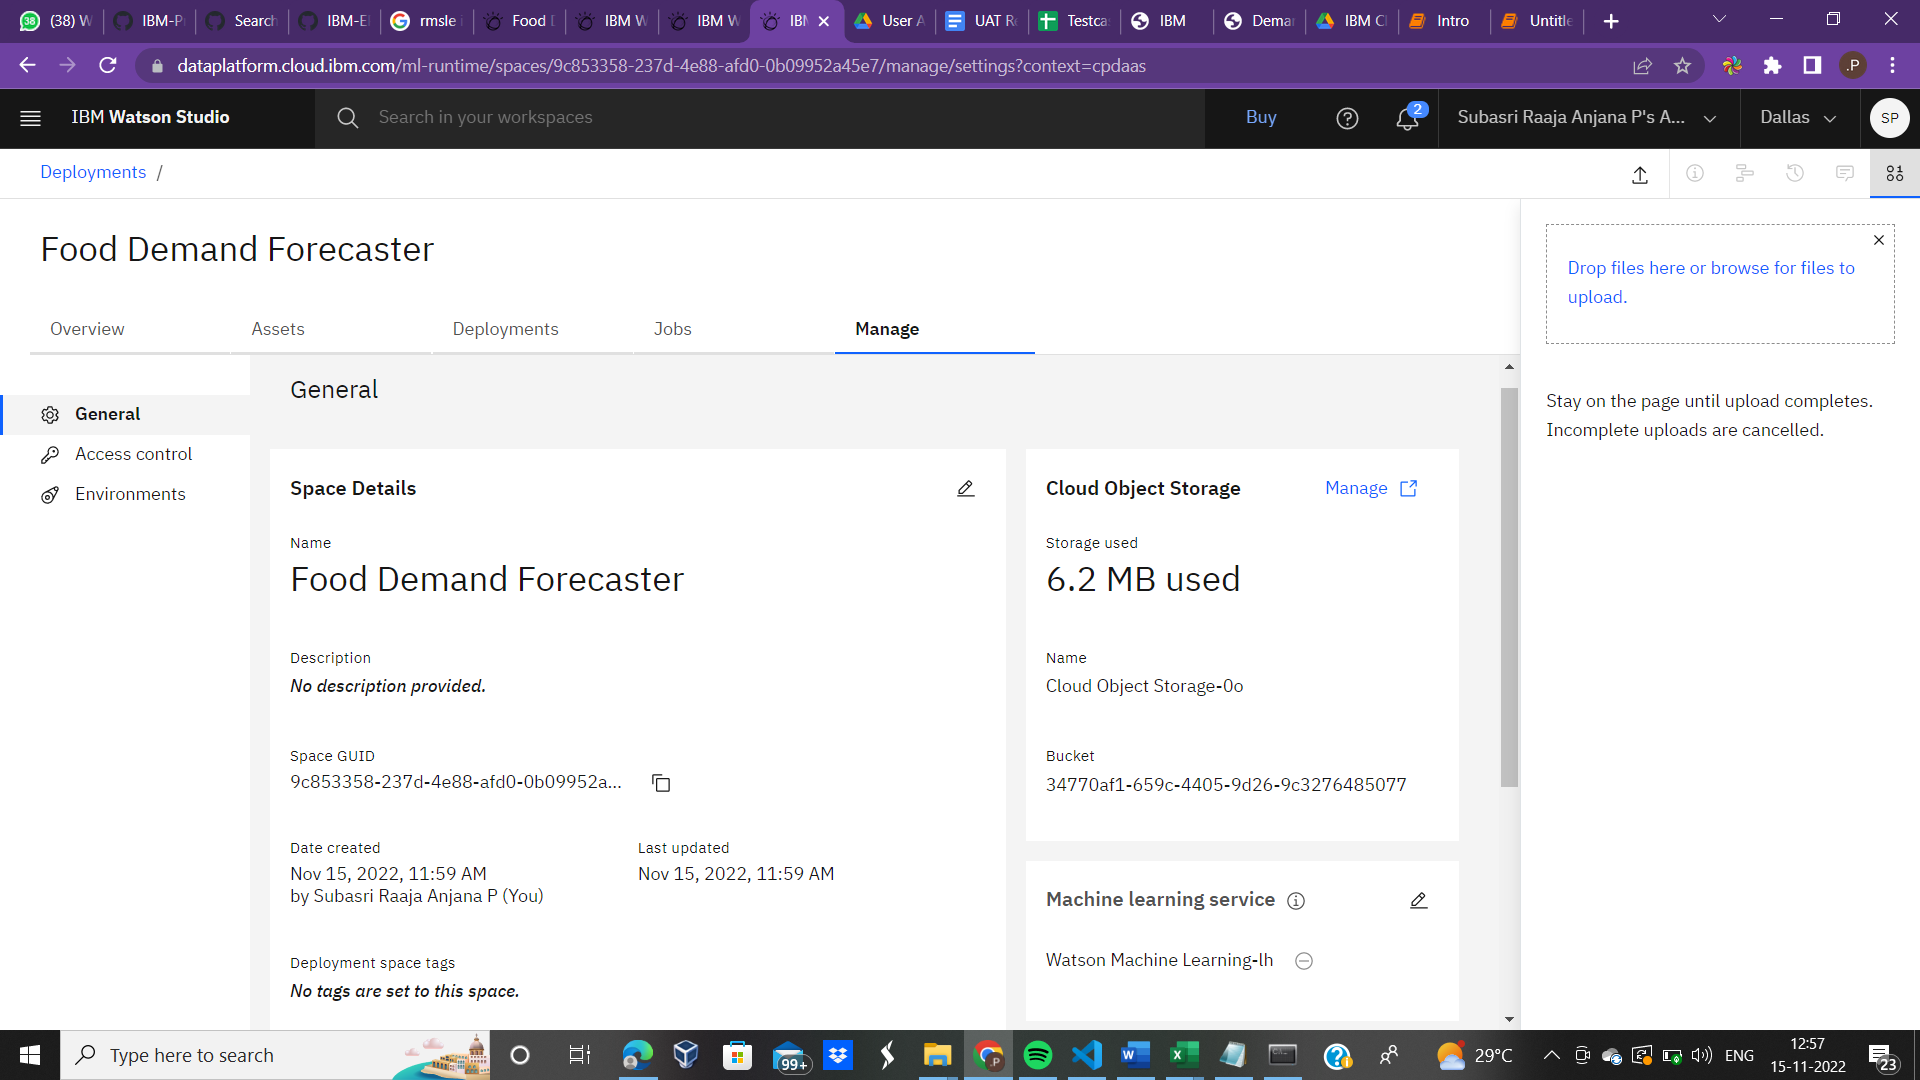 (38) W
IBM-P
Search
IBM-E
rmsle i
Food D
IBM W
IBM W
IBM
User A
UAT Re
Testca
IBM
Demar
IBM Cl
Intro
Untitle
dataplatform.cloud.ibm.com/ml-runtime/spaces/9c853358-237d-4e88-afd0-0b09952a45e7/manage/settings?context=cpdaas
.P
IBM Watson Studio
Search in your workspaces
Buy
2
Subasri Raaja Anjana P's A...
Dallas
SP
Deployments /
Food Demand Forecaster
Overview
Assets
Deployments
Jobs
Manage
General
Access control
Environments
General
Space Details
Name
Food Demand Forecaster
Description
No description provided.
Space GUID
9c853358-237d-4e88-afd0-0b09952a...
Date created
Nov 15, 2022, 11:59 AM
by Subasri Raaja Anjana P (You)
Last updated
Nov 15, 2022, 11:59 AM
Deployment space tags
No tags are set to this space.
Cloud Object Storage
Manage
Storage used
6.2 MB used
Name
Cloud Object Storage-0o
Bucket
34770af1-659c-4405-9d26-9c3276485077
Machine learning service
Watson Machine Learning-lh
Drop files here or browse for files to
upload.
Stay on the page until upload completes.
Incomplete uploads are cancelled.
Type here to search
99+
29°C
ENG
12:57
15-11-2022
23